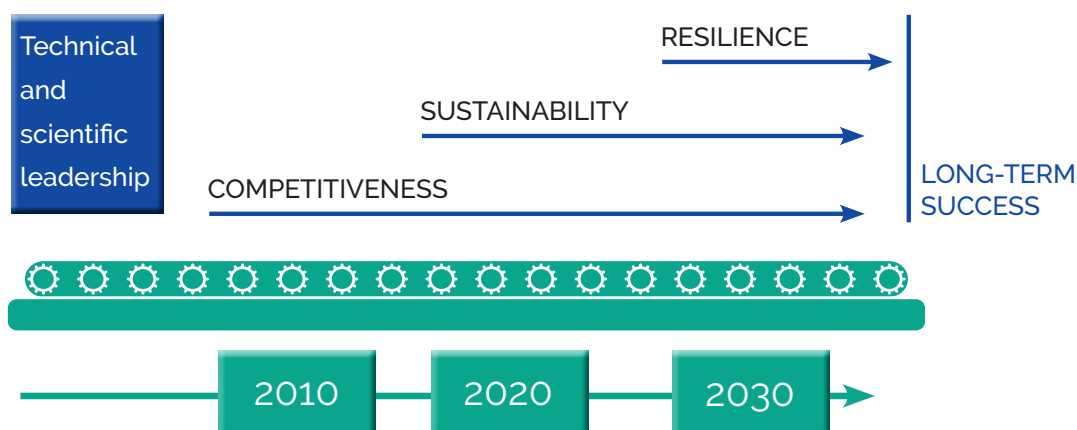 Technical
and
scientific
leadership
RESILIENCE
SUSTAINABILITY
COMPETITIVENESS
LONG-TERM
SUCCESS
2010
2020
2030